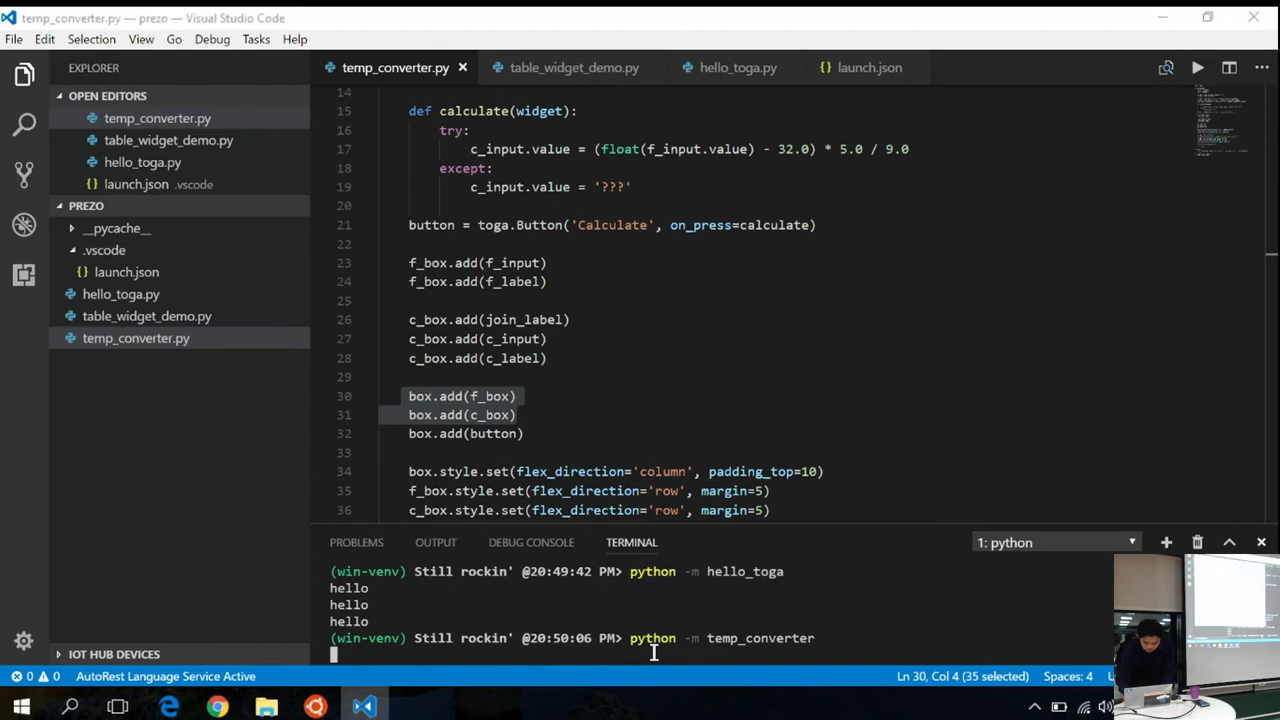 temp_converter.py — prezo — Visual Studio Code
File Edit Selection View Go Debug Tasks Help
EXPLORER
temp_converter.py
table_widget_demo.py
hello_toga.py
{} launch.json
OPEN EDITORS
temp_converter.py
table_widget_demo.py
hello_toga.py
{} launch.json .vscode
PREZO
__pycache__
.vscode
{} launch.json
hello_toga.py
table_widget_demo.py
temp_converter.py
IOT HUB DEVICES
14
15 def calculate(widget):
16 try:
17 c_input.value = (float(f_input.value) - 32.0) * 5.0 / 9.0
18 except:
19 c_input.value = '???'
20
21 button = toga.Button('Calculate', on_press=calculate)
22
23 f_box.add(f_input)
24 f_box.add(f_label)
25
26 c_box.add(join_label)
27 c_box.add(c_input)
28 c_box.add(c_label)
29
30 box.add(f_box)
31 box.add(c_box)
32 box.add(button)
33
34 box.style.set(flex_direction='column', padding_top=10)
35 f_box.style.set(flex_direction='row', margin=5)
36 c_box.style.set(flex_direction='row', margin=5)
PROBLEMS OUTPUT DEBUG CONSOLE TERMINAL
1: python
(win-venv) Still rockin' @20:49:42 PM> python -m hello_toga
hello
hello
hello
(win-venv) Still rockin' @20:50:06 PM> python -m temp_converter
0 0 AutoRest Language Service Active
Ln 30, Col 4 (35 selected) Spaces: 4